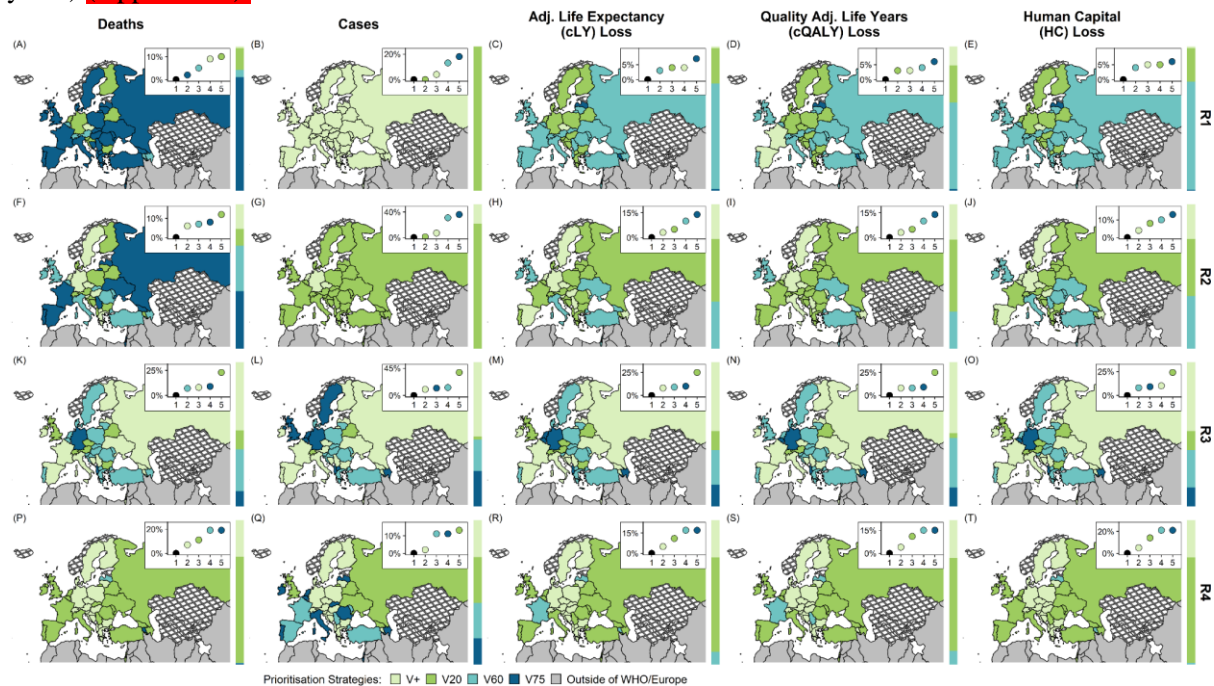 Deaths
Cases
Adj. Life Expectancy
(cLY) Loss
Quality Adj. Life Years
(cQALY) Loss
Human Capital
(HC) Loss
(A)
10%
0%
1 2 3 4 5
(B)
20%
0%
1 2 3 4 5
(C)
5%
0%
1 2 3 4 5
(D)
5%
0%
1 2 3 4 5
(E)
5%
0%
1 2 3 4 5
R1
(F)
10%
0%
1 2 3 4 5
(G)
40%
0%
1 2 3 4 5
(H)
15%
0%
1 2 3 4 5
(I)
15%
0%
1 2 3 4 5
(J)
10%
0%
1 2 3 4 5
R2
(K)
25%
0%
1 2 3 4 5
(L)
45%
0%
1 2 3 4 5
(M)
25%
0%
1 2 3 4 5
(N)
25%
0%
1 2 3 4 5
(O)
25%
0%
1 2 3 4 5
R3
(P)
20%
0%
1 2 3 4 5
(Q)
10%
0%
1 2 3 4 5
(R)
15%
0%
1 2 3 4 5
(S)
15%
0%
1 2 3 4 5
(T)
20%
0%
1 2 3 4 5
R4
Prioritisation Strategies: V+ V20 V60 V75 Outside of WHO/Europe